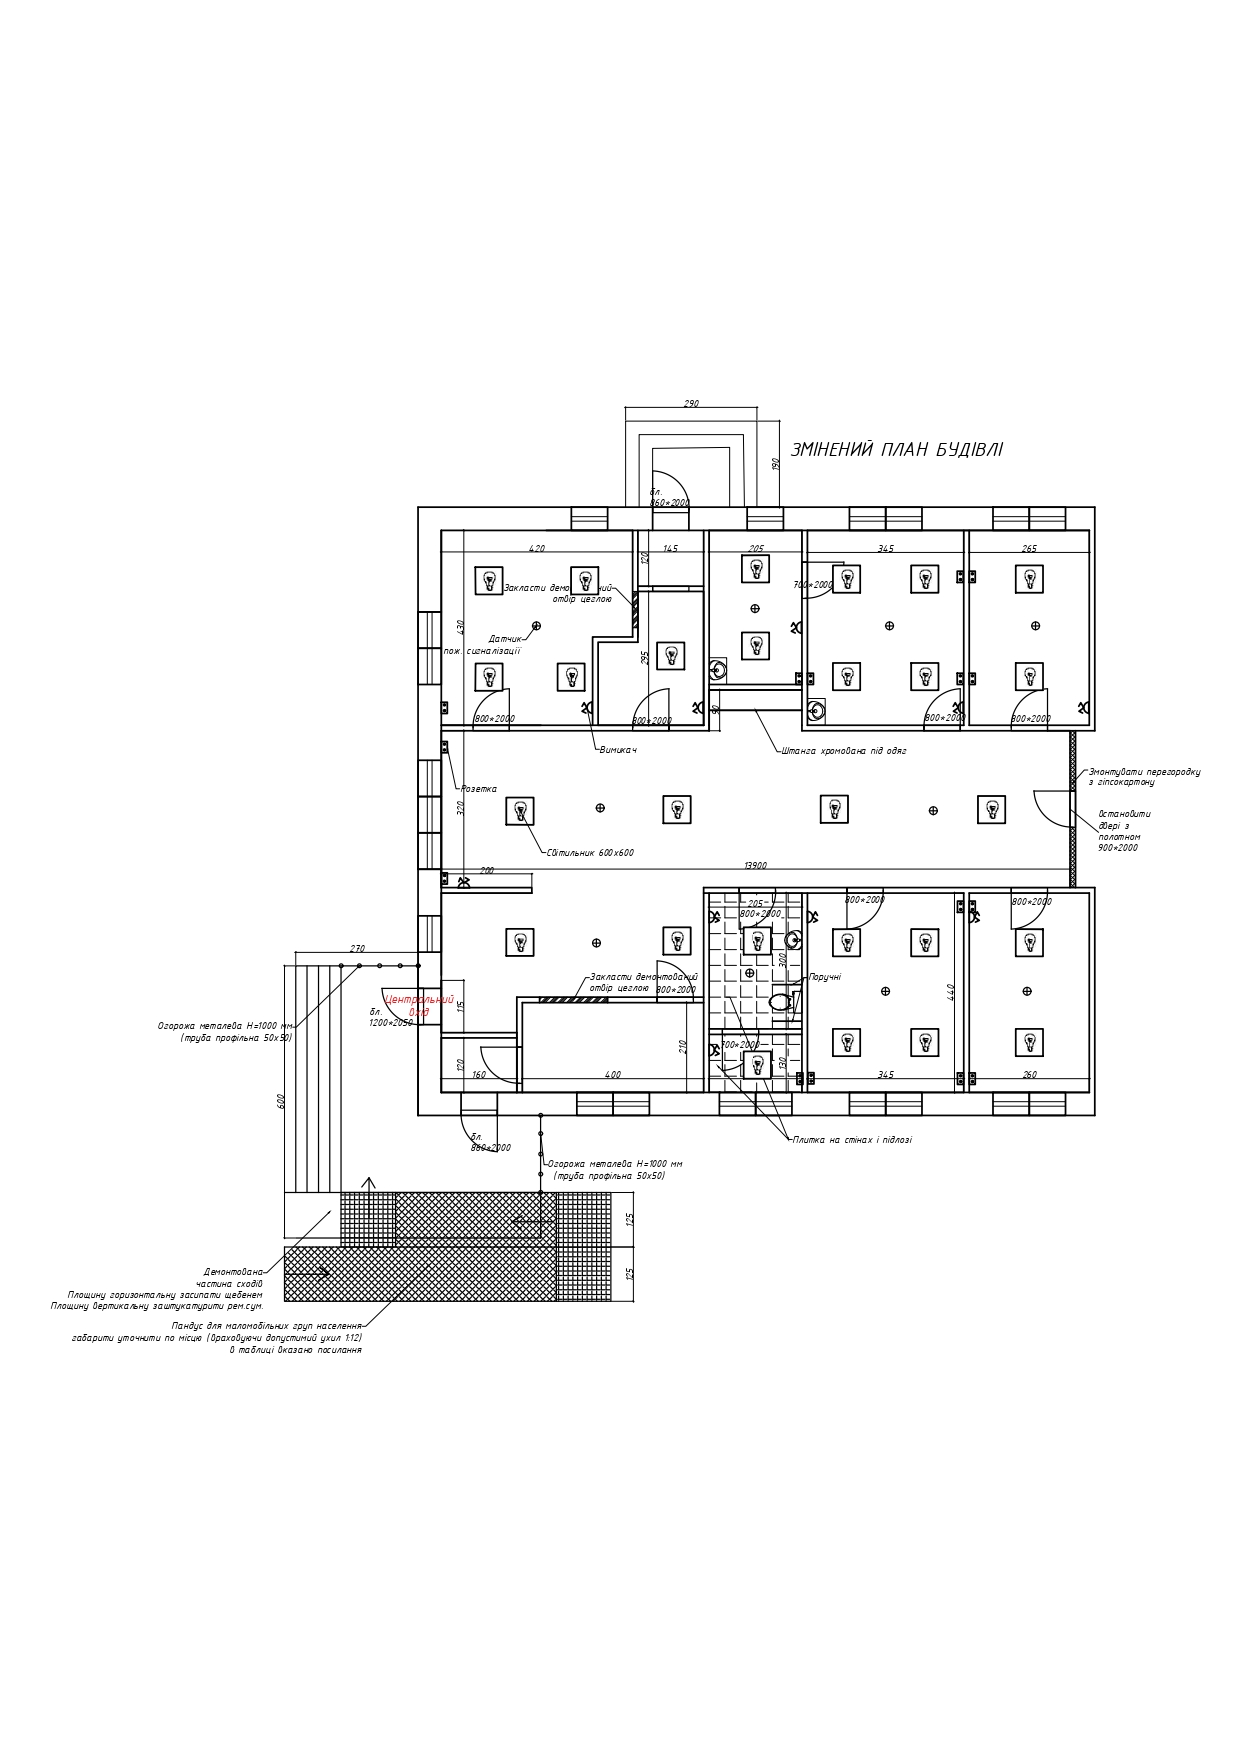 290
ЗМІНЕНИЙ ПЛАН БУДІВЛІ
190
бл.
860*2000
420
145
205
345
265
120
700*2000
Закласти демо ний
отвір цеглою
430
Датчик
пож. сигналізації
295
800*2000
800*2000
90
800*2000
800*2000
Вимикач
Штанга хромована під одяг
Змонтувати перегородку
з гіпсокартону
Розетка
320
Встановити
двері з
полотном
900*2000
Світильник 600х600
13900
200
205
800*2000
800*2000
800*2000
270
300
Закласти демонтований
отвір цеглою
800*2000
Поручні
440
Центральний
вхід
бл.
1200*2050
115
Огорожа металева Н=1000 мм
(труба профільна 50х50)
210
700*2000
130
120
160
400
345
260
600
бл.
860*2000
Плитка на стінах і підлозі
Огорожа металева Н=1000 мм
(труба профільна 50х50)
125
125
Демонтована
частина сходів
Площину горизонтальну засипати щебенем
Площину вертикальну заштукатурити рем.сум.
Пандус для маломобільних груп населення
габарити уточнити по місцю (враховуючи допустимий ухил 1:12)
в таблиці вказано посилання